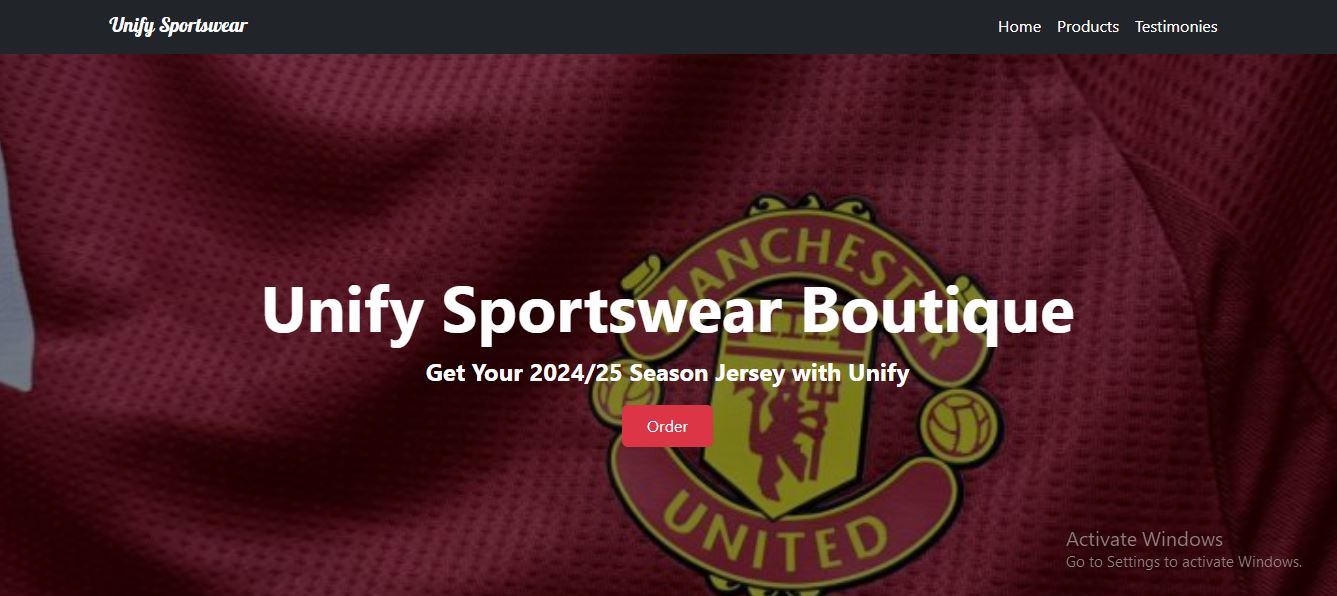 Unify Sportswear
Home Products Testimonies
MANCHESTER
Unify Sportswear Boutique
Get Your 2024/25 Season Jersey with Unify
Order
UNITED
Activate Windows
Go to Settings to activate Windows.